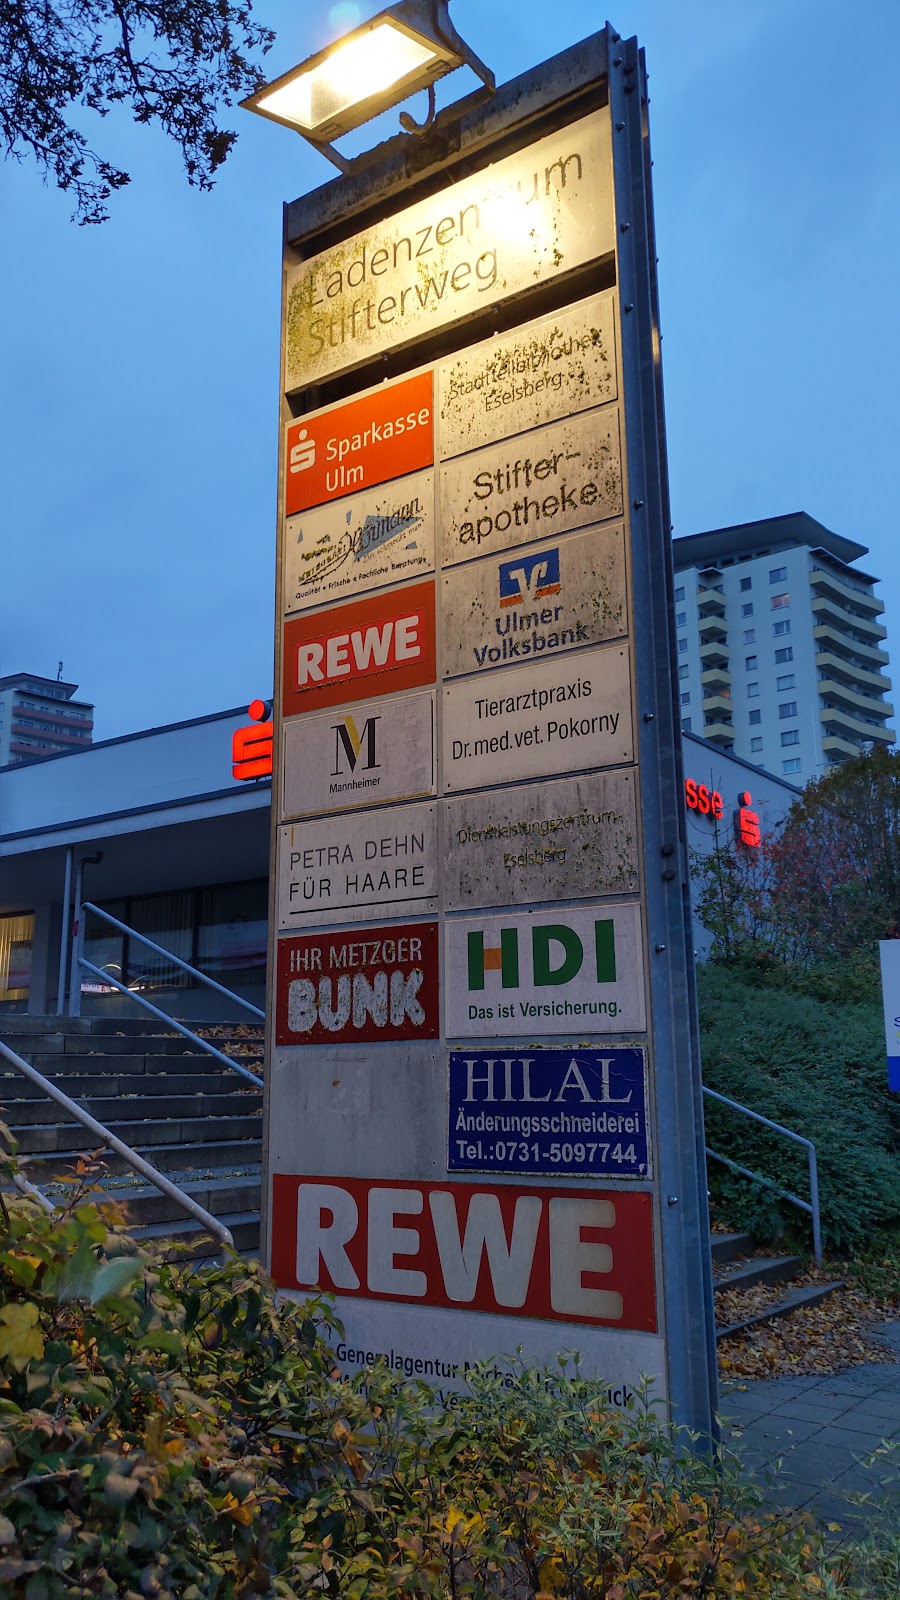 Ladenzentrum
Stifterweg
Stadtteilbibliothek
Eselsberg
Sparkasse
Ulm
Stifter-
apotheke
Qualität • Frische • Fachliche Beratung
Ulmer
Volksbank
REWE
Tierarztpraxis
Dr.med.vet.Pokorny
M
Mannheimer
Dienstleistungszentrum
Eselsberg
PETRA DEHN
FÜR HAARE
HDI
Das ist Versicherung.
IHR METZGER
BUNK
HILAL
Änderungsschneiderei
Tel.:0731-5097744
REWE
Generalagentur
sse